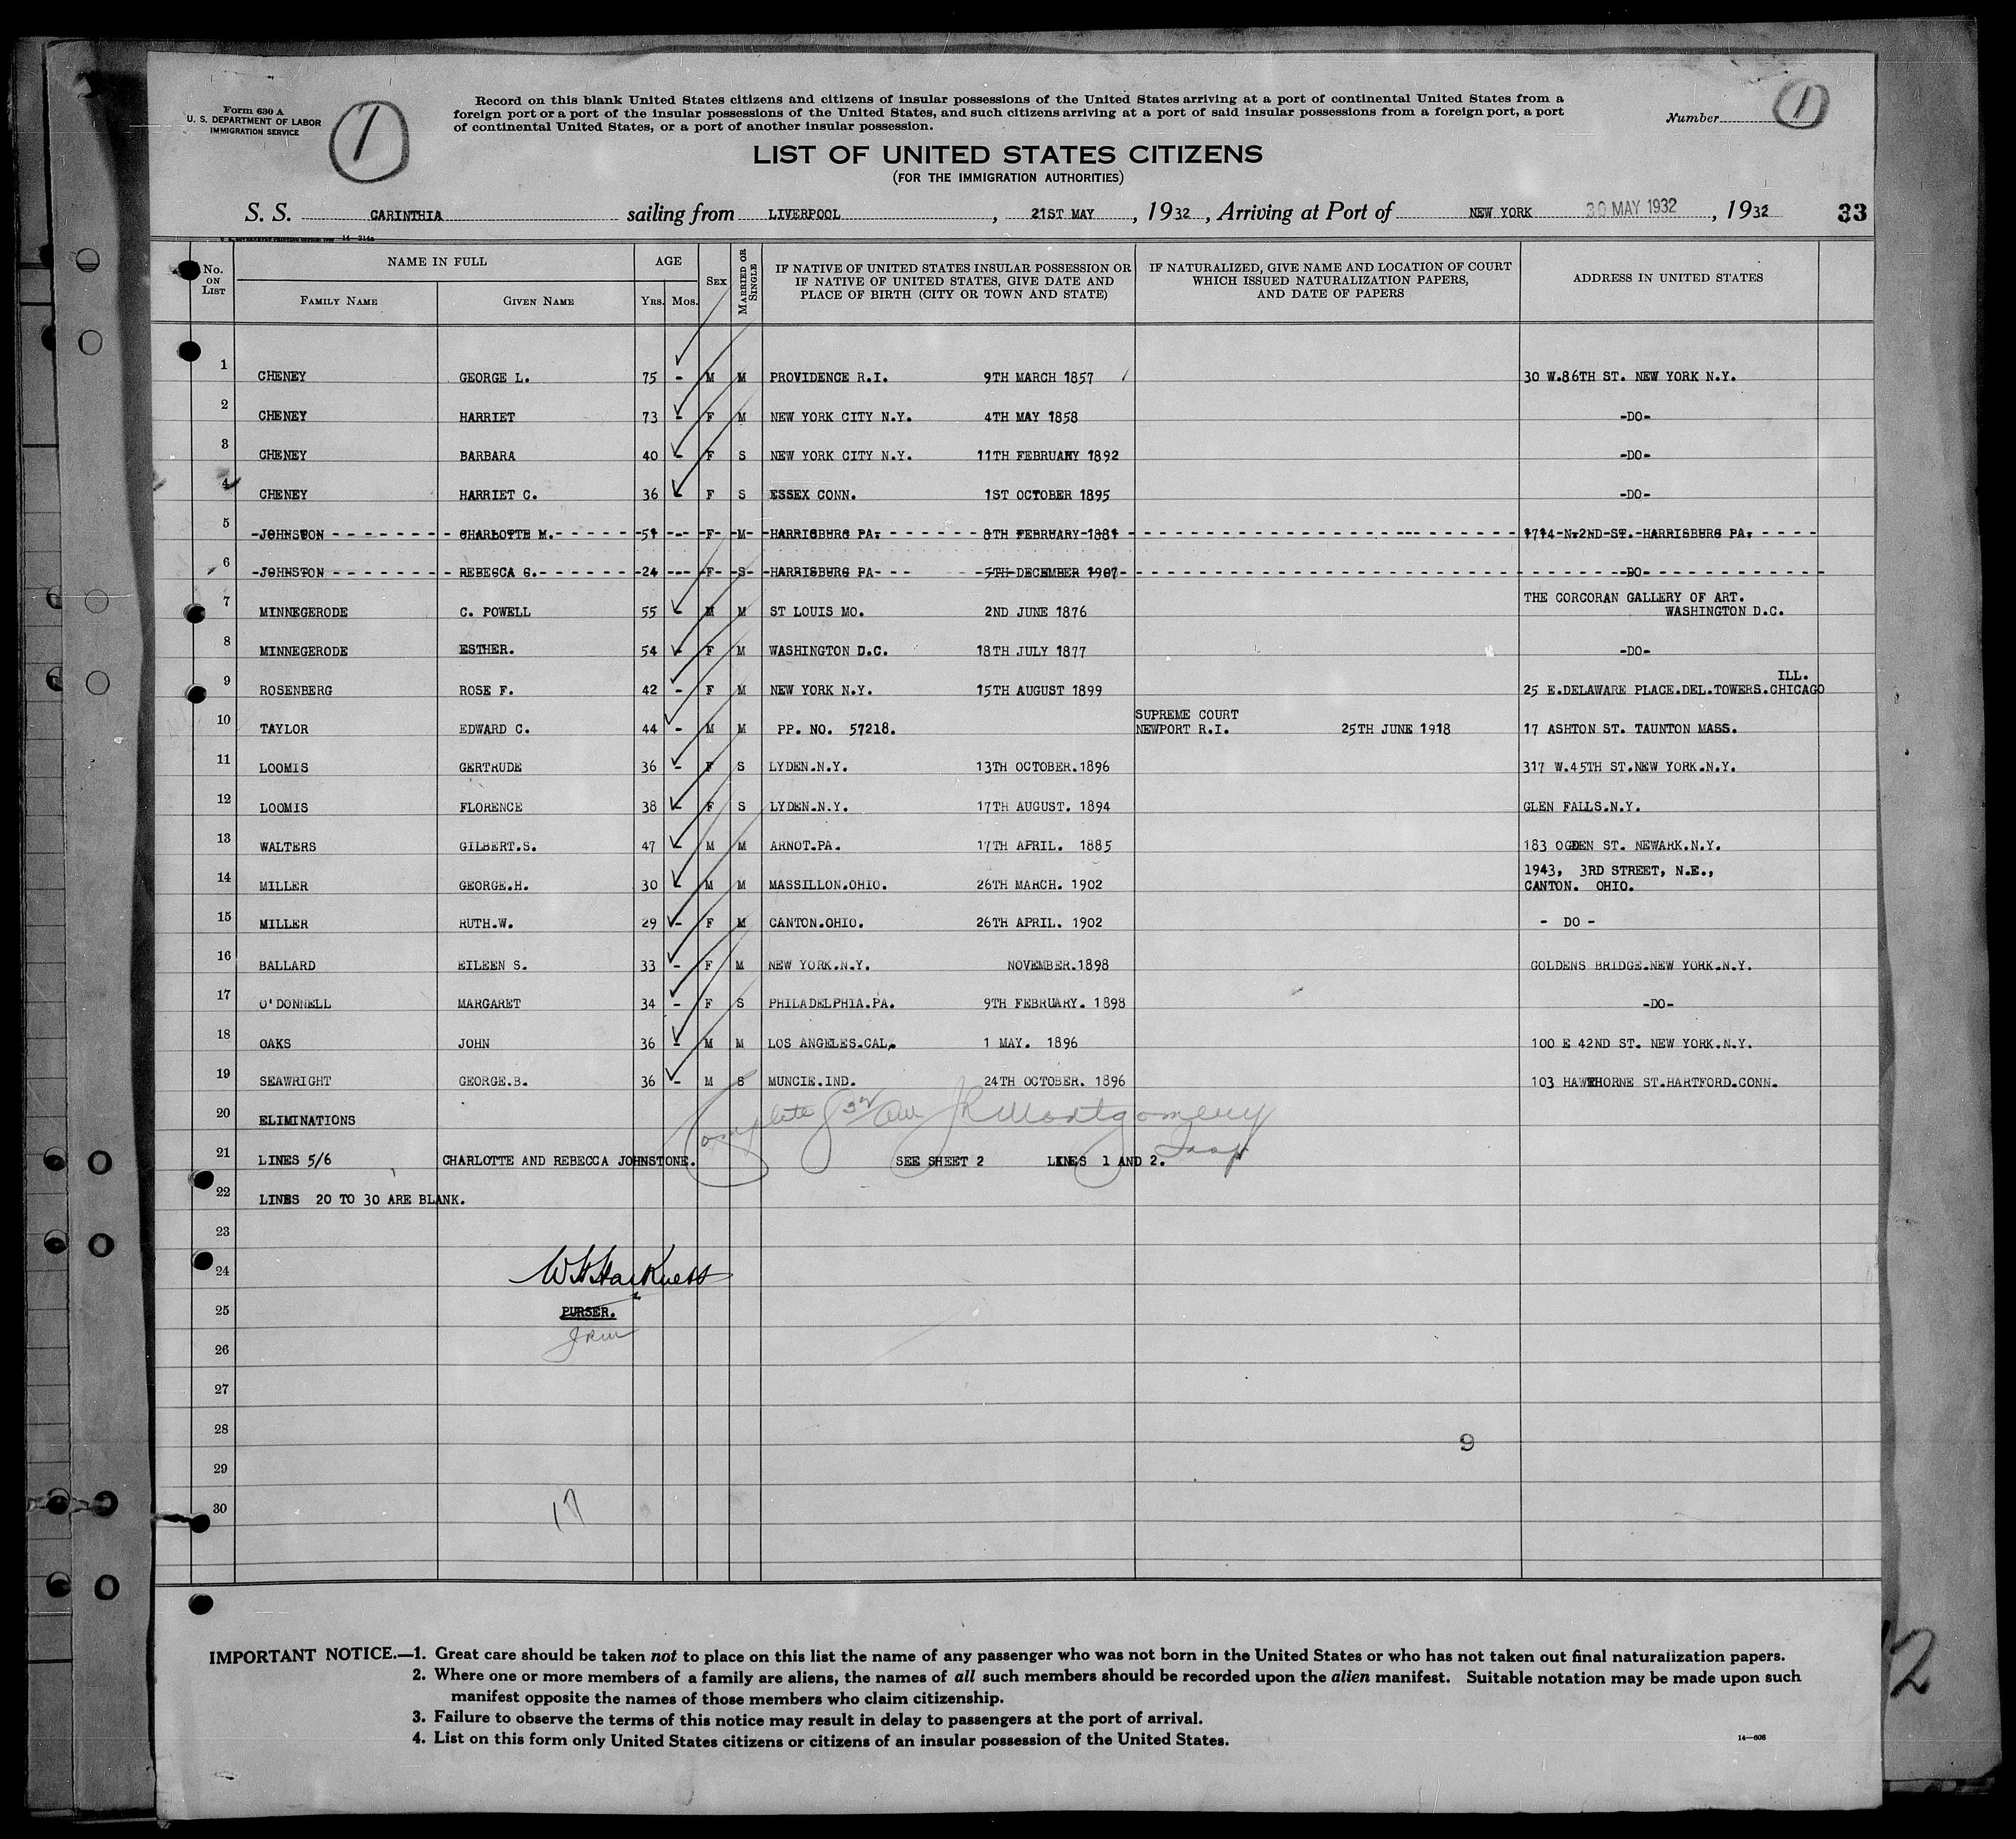 Form 630 A
U. S. DEPARTMENT OF LABOR
IMMIGRATION SERVICE
1
Record on this blank United States citizens and citizens of insular possessions of the United States arriving at a port of continental United States from a
foreign port or a port of the insular possessions of the United States, and such citizens arriving at a port of said insular possessions from a foreign port, a port
of continental United States, or a port of another insular possession.
Number 1
LIST OF UNITED STATES CITIZENS
(FOR THE IMMIGRATION AUTHORITIES)
S. S. CARINTHIA sailing from LIVERPOOL , 21ST MAY , 1932 , Arriving at Port of NEW YORK 30 MAY 1932 , 1932 33
No. ON LIST NAME IN FULL AGE SEX MARRIED OR SINGLE IF NATIVE OF UNITED STATES INSULAR POSSESSION OR IF NATIVE OF UNITED STATES, GIVE DATE AND PLACE OF BIRTH (CITY OR TOWN AND STATE) IF NATURALIZED, GIVE NAME AND LOCATION OF COURT WHICH ISSUED NATURALIZATION PAPERS, AND DATE OF PAPERS ADDRESS IN UNITED STATES
FAMILY NAME GIVEN NAME YRS. MOS.
1 CHENEY GEORGE L. 75 - M M PROVIDENCE R.I. 9TH MARCH 1857 30 W.86TH ST. NEW YORK N.Y.
2 CHENEY HARRIET 73 - F M NEW YORK CITY N.Y. 4TH MAY 1858 -DO-
3 CHENEY BARBARA 40 - F S NEW YORK CITY N.Y. 11TH FEBRUARY 1892 -DO-
4 CHENEY HARRIET C. 36 - F S ESSEX CONN. 1ST OCTOBER 1895 -DO-
5 JOHNSTON CHARLOTTE M. 51 - F M HARRISBURG PA. 8TH FEBRUARY 1881 1714 N.2ND ST. HARRISBURG PA.
6 JOHNSTON REBECCA S. 24 - F S HARRISBURG PA 5TH DECEMBER 1907 -DO-
7 MINNEGERODE C. POWELL 55 - M M ST LOUIS MO. 2ND JUNE 1876 THE CORCORAN GALLERY OF ART.
WASHINGTON D.C.
8 MINNEGERODE ESTHER. 54 - F M WASHINGTON D.C. 18TH JULY 1877 -DO-
ILL.
9 ROSENBERG ROSE F. 42 - F M NEW YORK N.Y. 15TH AUGUST 1899 25 E.DELAWARE PLACE.DEL.TOWERS.CHICAGO
SUPREME COURT
10 TAYLOR EDWARD C. 44 - M M PP. NO. 57218. NEWPORT R.I. 25TH JUNE 1918 17 ASHTON ST. TAUNTON MASS.
11 LOOMIS GERTRUDE 36 - F S LYDEN.N.Y. 13TH OCTOBER.1896 317 W.45TH ST.NEW YORK.N.Y.
12 LOOMIS FLORENCE 38 - F S LYDEN.N.Y. 17TH AUGUST. 1894 GLEN FALLS.N.Y.
13 WALTERS GILBERT.S. 47 - M M ARNOT.PA. 17TH APRIL. 1885 183 OGDEN ST. NEWARK.N.Y.
1943, 3RD STREET, N.E.,
14 MILLER GEORGE.H. 30 - M M MASSILLON.OHIO. 26TH MARCH. 1902 CANTON. OHIO.
15 MILLER RUTH.W. 29 - F M CANTON.OHIO. 26TH APRIL. 1902 - DO -
16 BALLARD EILEEN S. 33 - F M NEW YORK.N.Y. NOVEMBER.1898 GOLDENS BRIDGE.NEW YORK.N.Y.
17 O'DONNELL MARGARET 34 - F S PHILADELPHIA.PA. 9TH FEBRUARY. 1898 -DO-
18 OAKS JOHN 36 - M M LOS ANGELES.CAL. 1 MAY. 1896 100 E 42ND ST. NEW YORK.N.Y.
19 SEAWRIGHT GEORGE.B. 36 - M S MUNCIE.IND. 24TH OCTOBER. 1896 103 HAWTHORNE ST.HARTFORD.CONN.
Complete JR Montgomery
Insp
20 ELIMINATIONS
21 LINES 5/6 CHARLOTTE AND REBECCA JOHNSTONE. SEE SHEET 2 LINES 1 AND 2.
22 LINES 20 TO 30 ARE BLANK.
23
24 W H Harkness
25 PURSER.
JRM
26
27
28 9
29
30 17
IMPORTANT NOTICE.—1. Great care should be taken not to place on this list the name of any passenger who was not born in the United States or who has not taken out final naturalization papers.
2. Where one or more members of a family are aliens, the names of all such members should be recorded upon the alien manifest. Suitable notation may be made upon such
manifest opposite the names of those members who claim citizenship.
3. Failure to observe the terms of this notice may result in delay to passengers at the port of arrival.
4. List on this form only United States citizens or citizens of an insular possession of the United States.
14—608
2